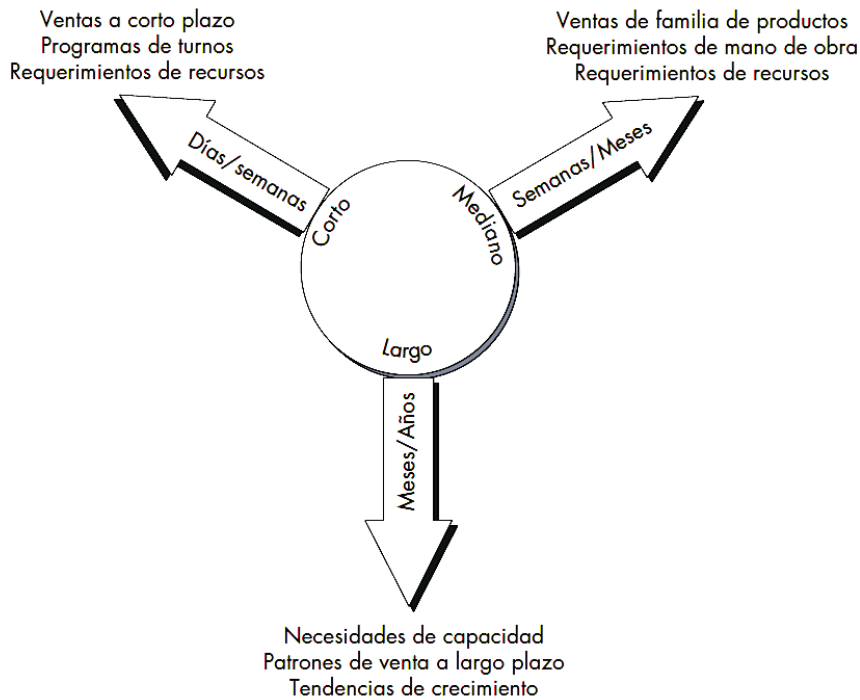 Ventas a corto plazo
Programas de turnos
Requerimientos de recursos
Ventas de familia de productos
Requerimientos de mano de obra
Requerimientos de recursos
Días/semanas
Semanas/Meses
Corto
Mediano
Largo
Meses/Años
Necesidades de capacidad
Patrones de venta a largo plazo
Tendencias de crecimiento